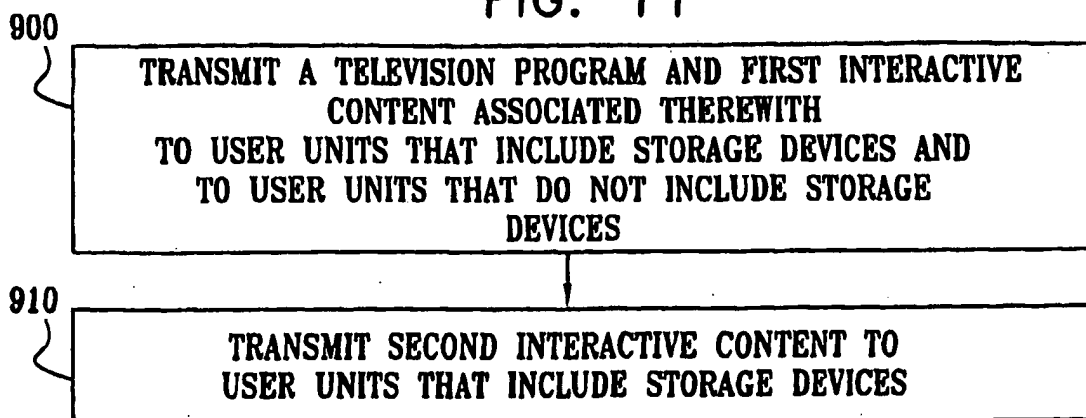 FIG. 11
900
TRANSMIT A TELEVISION PROGRAM AND FIRST INTERACTIVE
CONTENT ASSOCIATED THEREWITH
TO USER UNITS THAT INCLUDE STORAGE DEVICES AND
TO USER UNITS THAT DO NOT INCLUDE STORAGE
DEVICES
910
TRANSMIT SECOND INTERACTIVE CONTENT TO
USER UNITS THAT INCLUDE STORAGE DEVICES